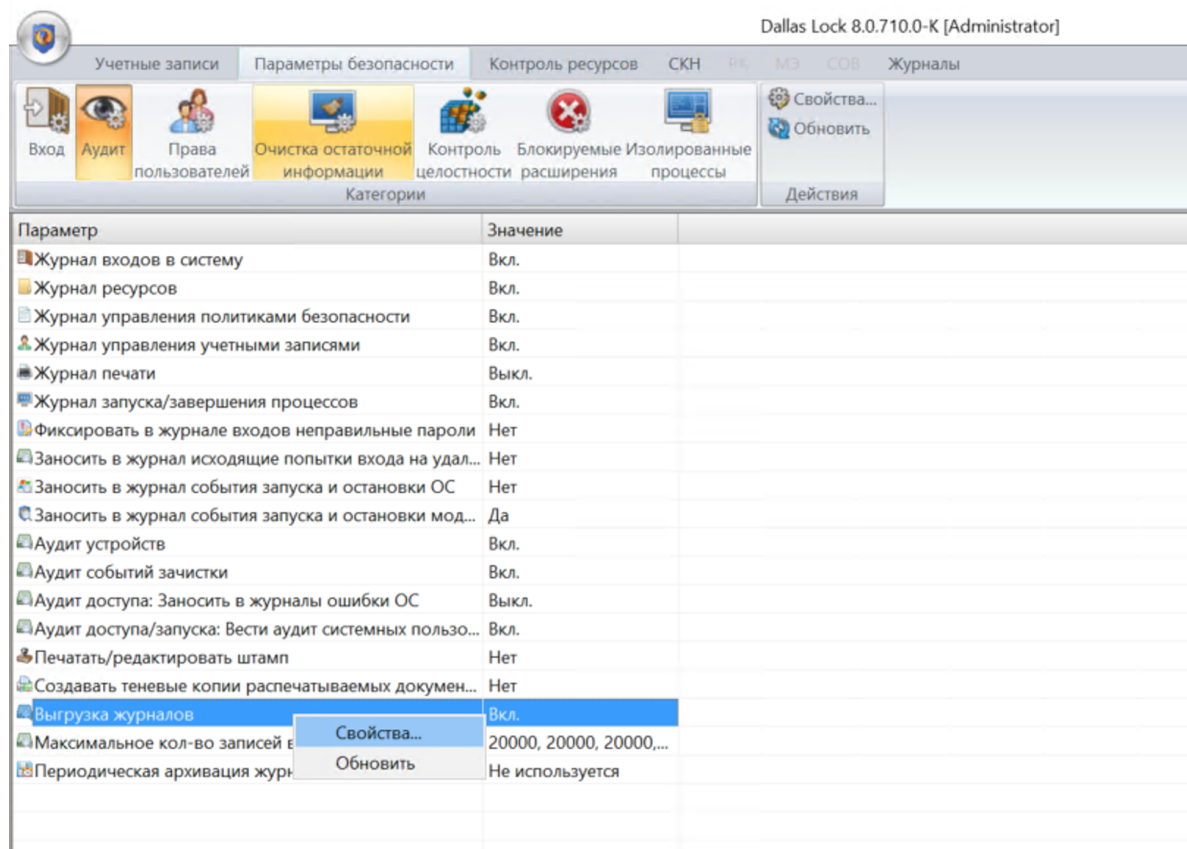 Dallas Lock 8.0.710.0-K [Administrator]
Учетные записи Параметры безопасности Контроль ресурсов СКН РК МЭ СОВ Журналы
Вход Аудит Права пользователей Очистка остаточной информации Контроль целостности Блокируемые расширения Изолированные процессы
Свойства...
Обновить
Категории Действия
Параметр Значение
Журнал входов в систему Вкл.
Журнал ресурсов Вкл.
Журнал управления политиками безопасности Вкл.
Журнал управления учетными записями Вкл.
Журнал печати Выкл.
Журнал запуска/завершения процессов Вкл.
Фиксировать в журнале входов неправильные пароли Нет
Заносить в журнал исходящие попытки входа на удал... Нет
Заносить в журнал события запуска и остановки ОС Нет
Заносить в журнал события запуска и остановки мод... Да
Аудит устройств Вкл.
Аудит событий зачистки Вкл.
Аудит доступа: Заносить в журналы ошибки ОС Выкл.
Аудит доступа/запуска: Вести аудит системных пользо... Вкл.
Печатать/редактировать штамп Нет
Создавать теневые копии распечатываемых докумен... Нет
Выгрузка журналов Вкл.
Свойства...
Максимальное кол-во записей в 20000, 20000, 20000,...
Обновить
Периодическая архивация журн Не используется